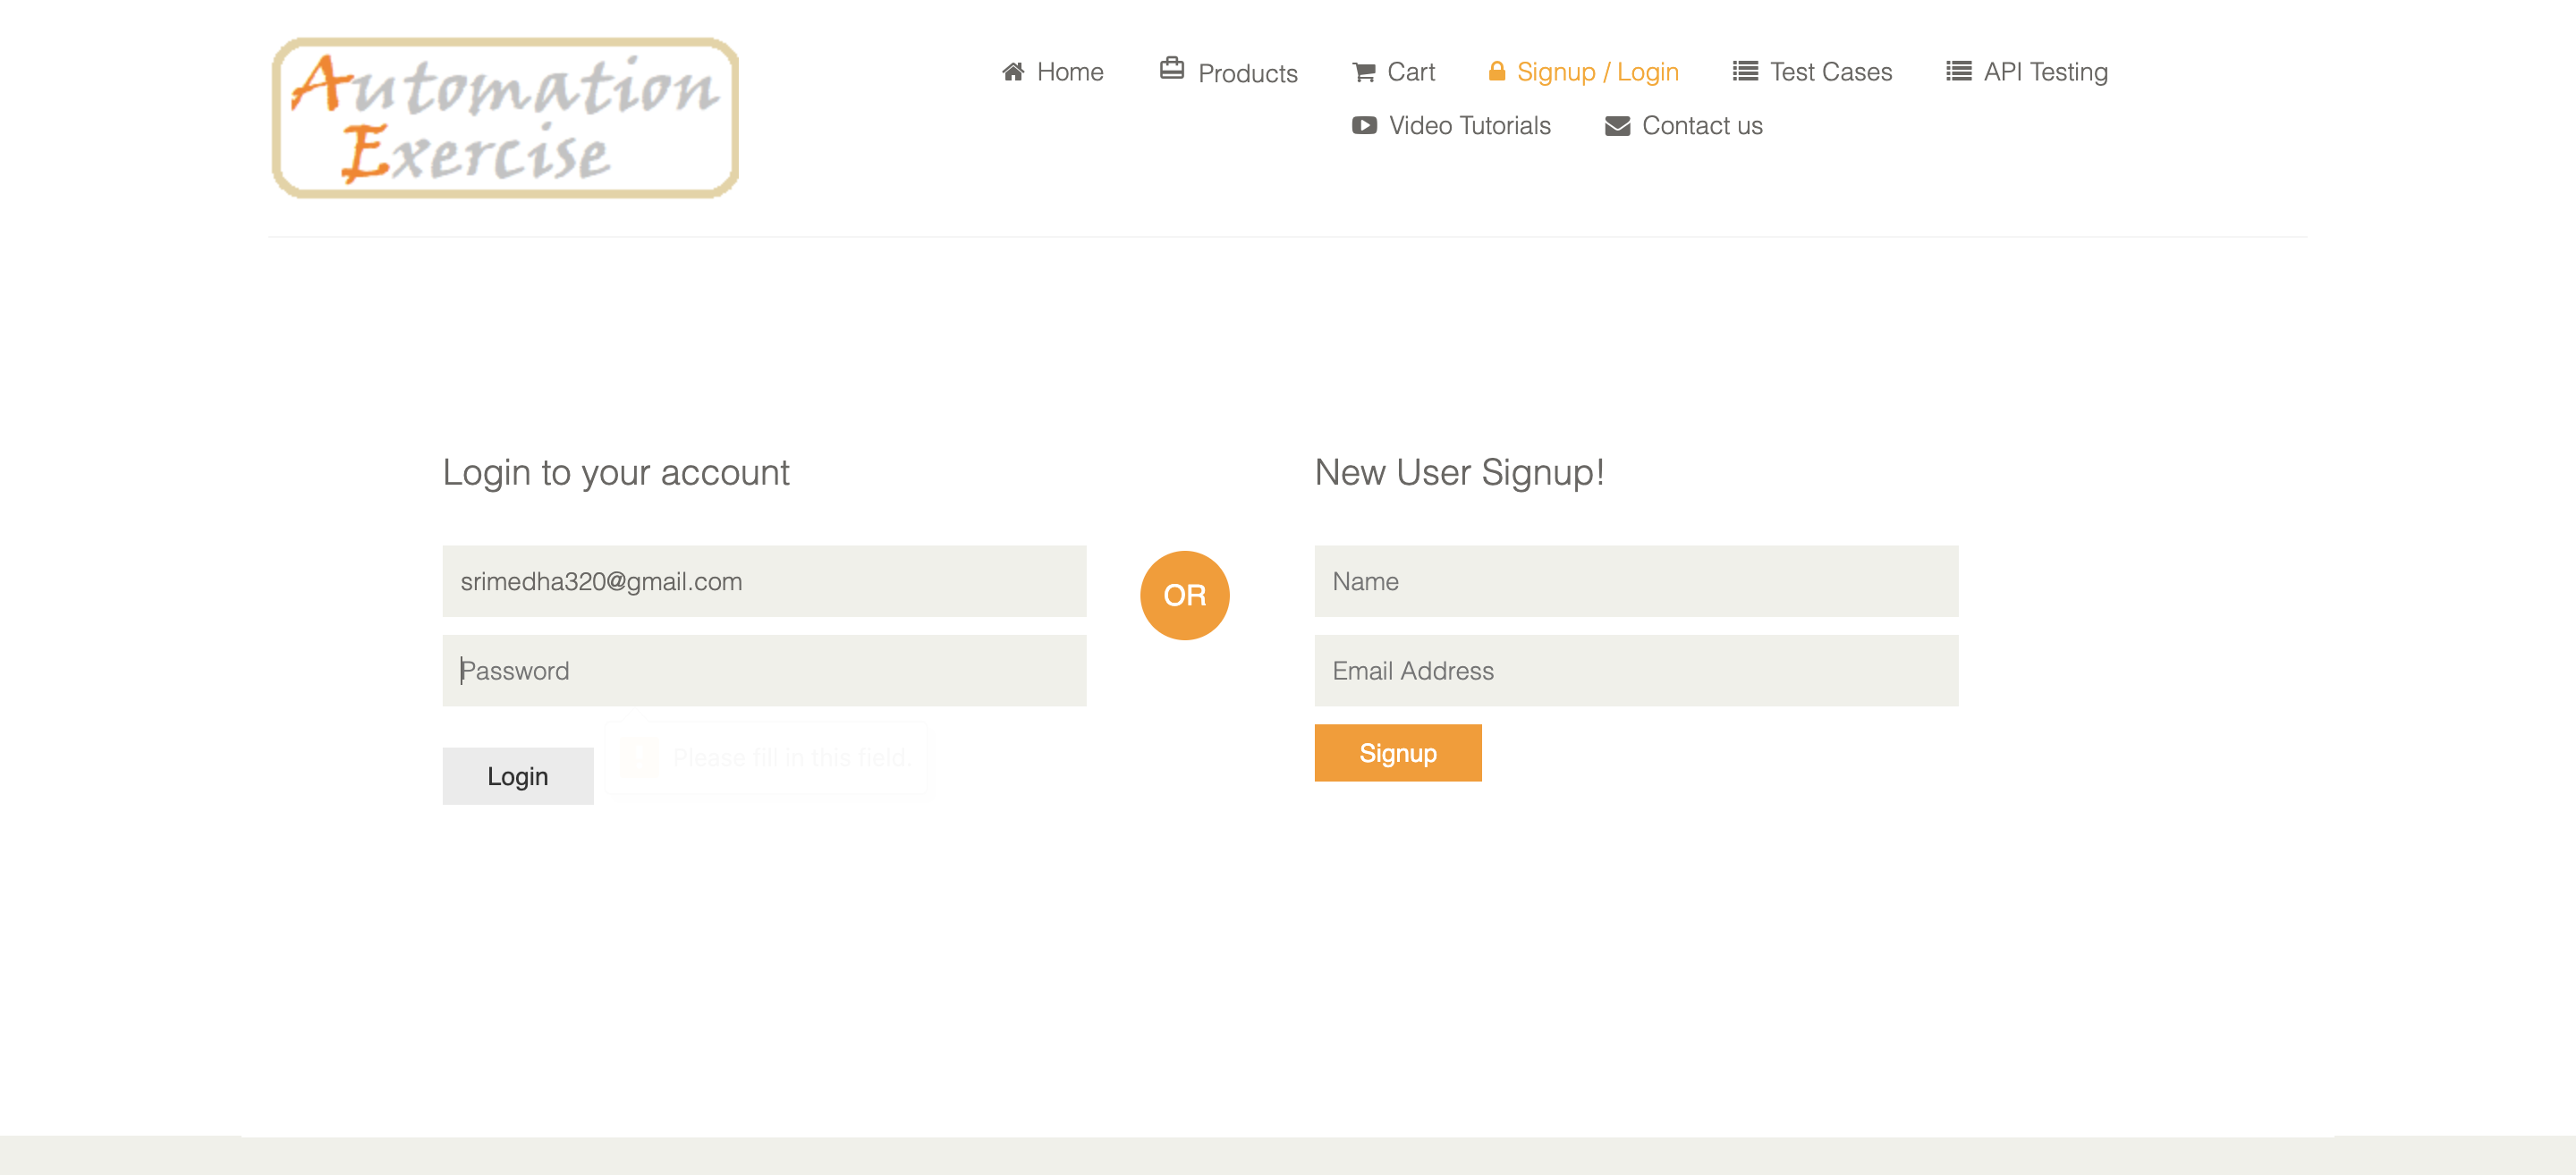 Automation
Exercise
Home Products Cart Signup / Login Test Cases API Testing
Video Tutorials Contact us
Login to your account
srimedha320@gmail.com
Password
Please fill in this field.
Login
OR
New User Signup!
Name
Email Address
Signup